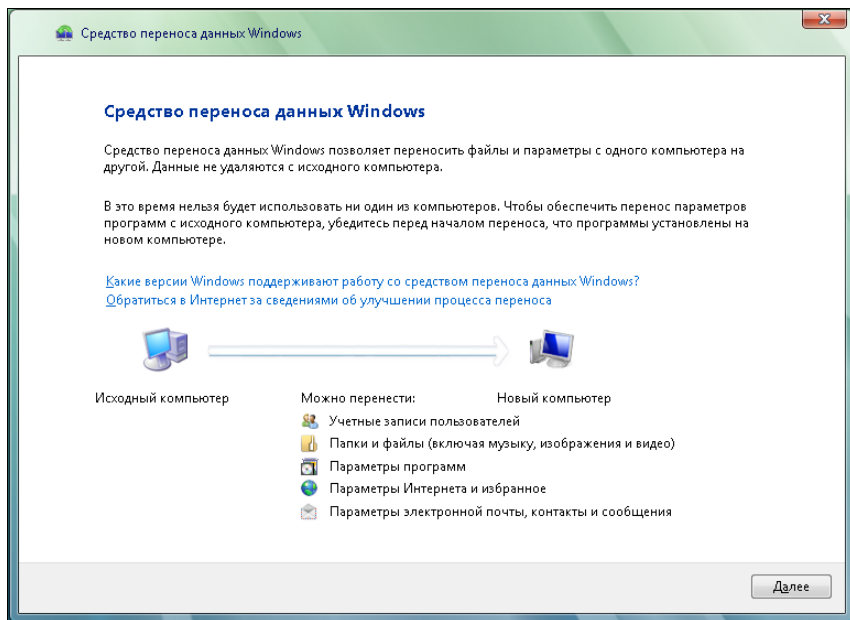 Средство переноса данных Windows
Средство переноса данных Windows
Средство переноса данных Windows позволяет переносить файлы и параметры с одного компьютера на
другой. Данные не удаляются с исходного компьютера.
В это время нельзя будет использовать ни один из компьютеров. Чтобы обеспечить перенос параметров
программ с исходного компьютера, убедитесь перед началом переноса, что программы установлены на
новом компьютере.
Какие версии Windows поддерживают работу со средством переноса данных Windows?
Обратиться в Интернет за сведениями об улучшении процесса переноса
Исходный компьютер Можно перенести: Новый компьютер
Учетные записи пользователей
Папки и файлы (включая музыку, изображения и видео)
Параметры программ
Параметры Интернета и избранное
Параметры электронной почты, контакты и сообщения
Далее